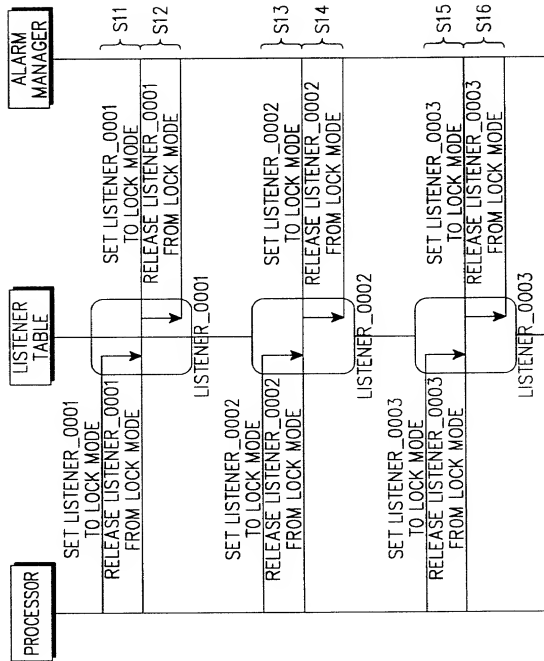 PROCESSOR
LISTENER
TABLE
ALARM
MANAGER
SET LISTENER_0001
TO LOCK MODE
RELEASE LISTENER_0001
FROM LOCK MODE
SET LISTENER_0001
TO LOCK MODE
RELEASE LISTENER_0001
FROM LOCK MODE
LISTENER_0001
S11
S12
SET LISTENER_0002
TO LOCK MODE
RELEASE LISTENER_0002
FROM LOCK MODE
SET LISTENER_0002
TO LOCK MODE
RELEASE LISTENER_0002
FROM LOCK MODE
LISTENER_0002
S13
S14
SET LISTENER_0003
TO LOCK MODE
RELEASE LISTENER_0003
FROM LOCK MODE
SET LISTENER_0003
TO LOCK MODE
RELEASE LISTENER_0003
FROM LOCK MODE
LISTENER_0003
S15
S16